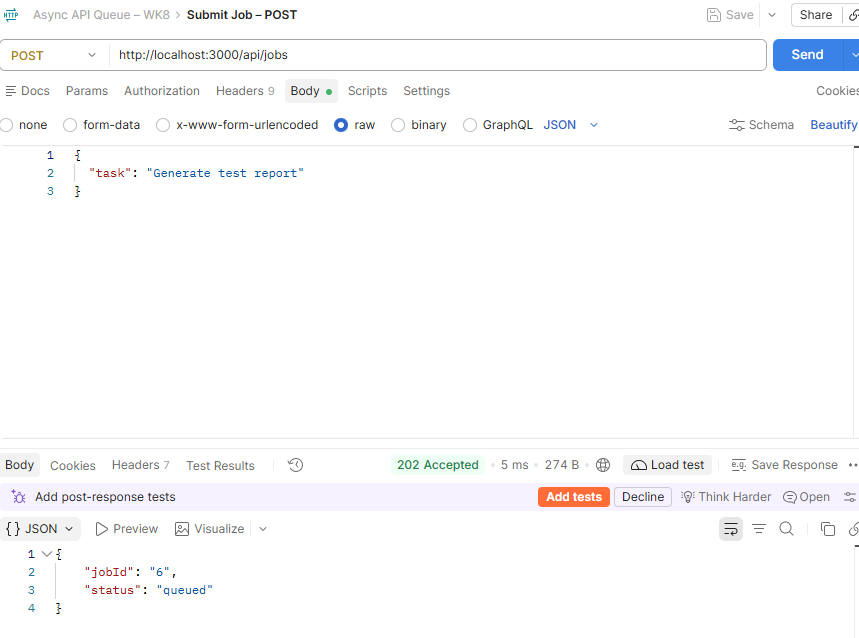 HTTP Async API Queue – WK8 > Submit Job – POST Save Share
POST http://localhost:3000/api/jobs Send
Docs Params Authorization Headers 9 Body Scripts Settings Cookies
none form-data x-www-form-urlencoded raw binary GraphQL JSON Schema Beautify
1 {
2 "task": "Generate test report"
3 }
Body Cookies Headers 7 Test Results 202 Accepted • 5 ms • 274 B Load test e.g. Save Response
Add post-response tests Add tests Decline Think Harder Open
{} JSON Preview Visualize
1 {
2 "jobId": "6",
3 "status": "queued"
4 }